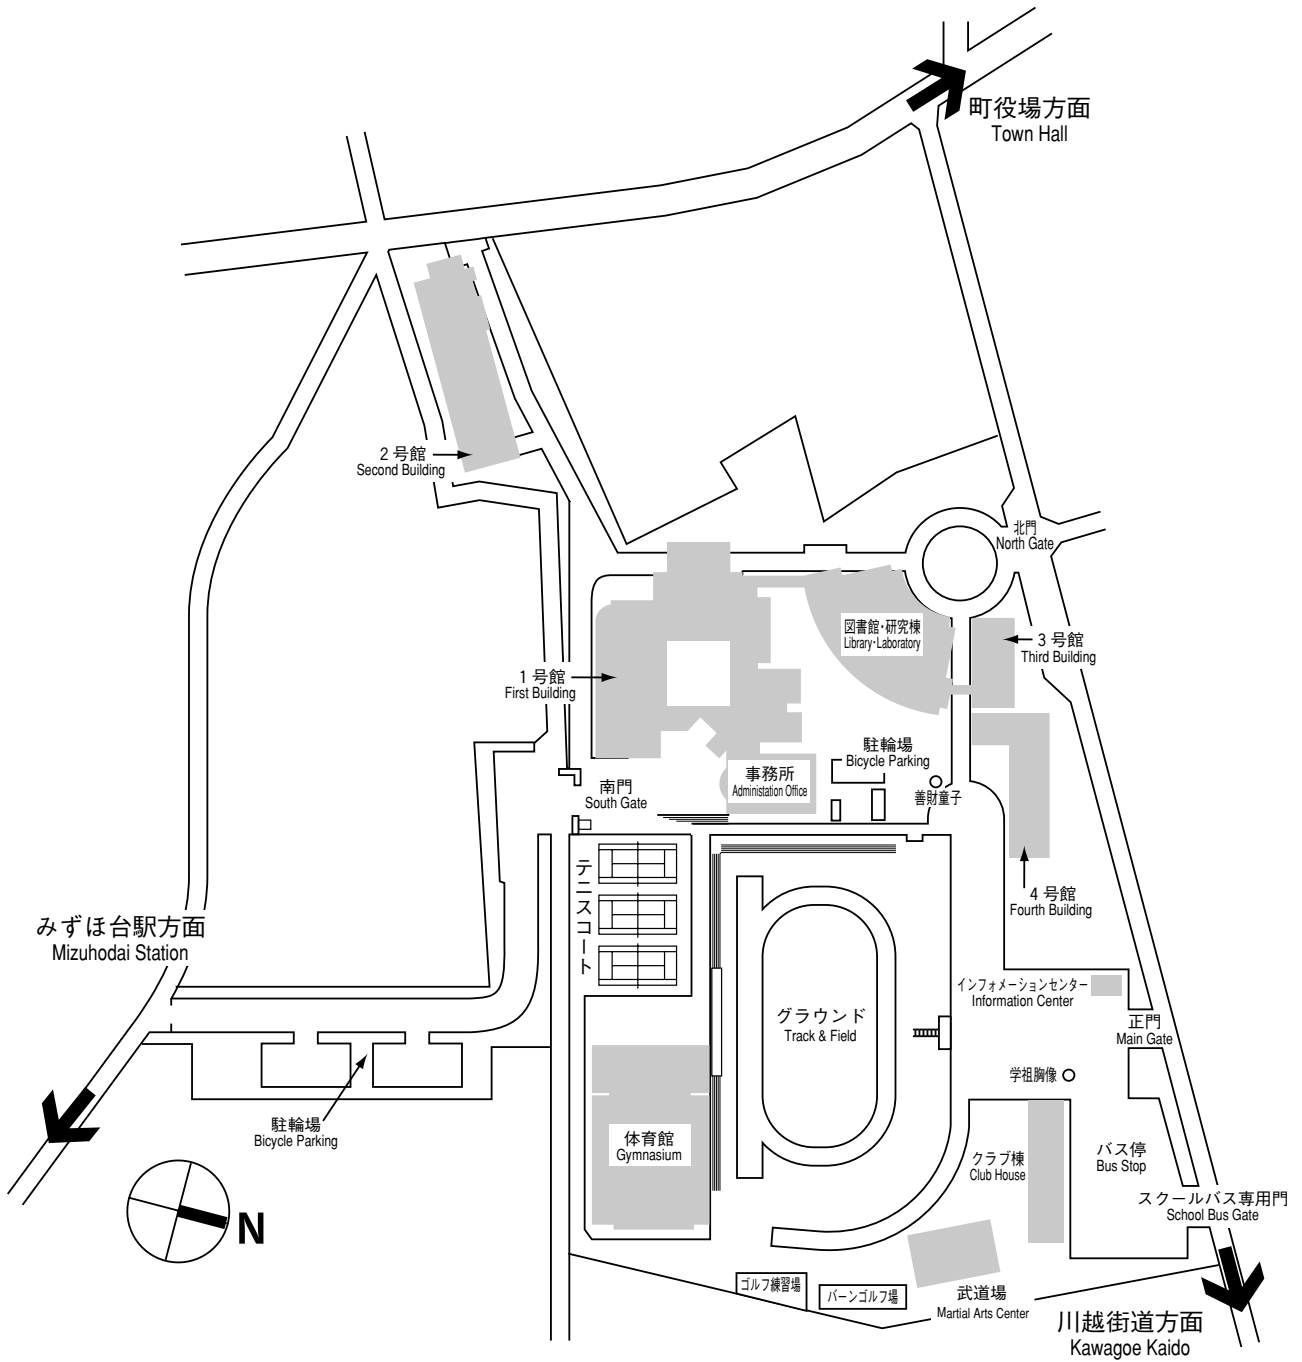 町役場方面
Town Hall
2号館
Second Building
北門
North Gate
図書館・研究棟
Library・Laboratory
3号館
Third Building
1号館
First Building
駐輪場
Bicycle Parking
事務所
Administation Office
南門
South Gate
善財童子
テニスコート
4号館
Fourth Building
みずほ台駅方面
Mizuhodai Station
インフォメーションセンター
Information Center
グラウンド
Track & Field
正門
Main Gate
学祖胸像
駐輪場
Bicycle Parking
体育館
Gymnasium
クラブ棟
Club House
バス停
Bus Stop
スクールバス専用門
School Bus Gate
N
ゴルフ練習場
バーンゴルフ場
武道場
Martial Arts Center
川越街道方面
Kawagoe Kaido